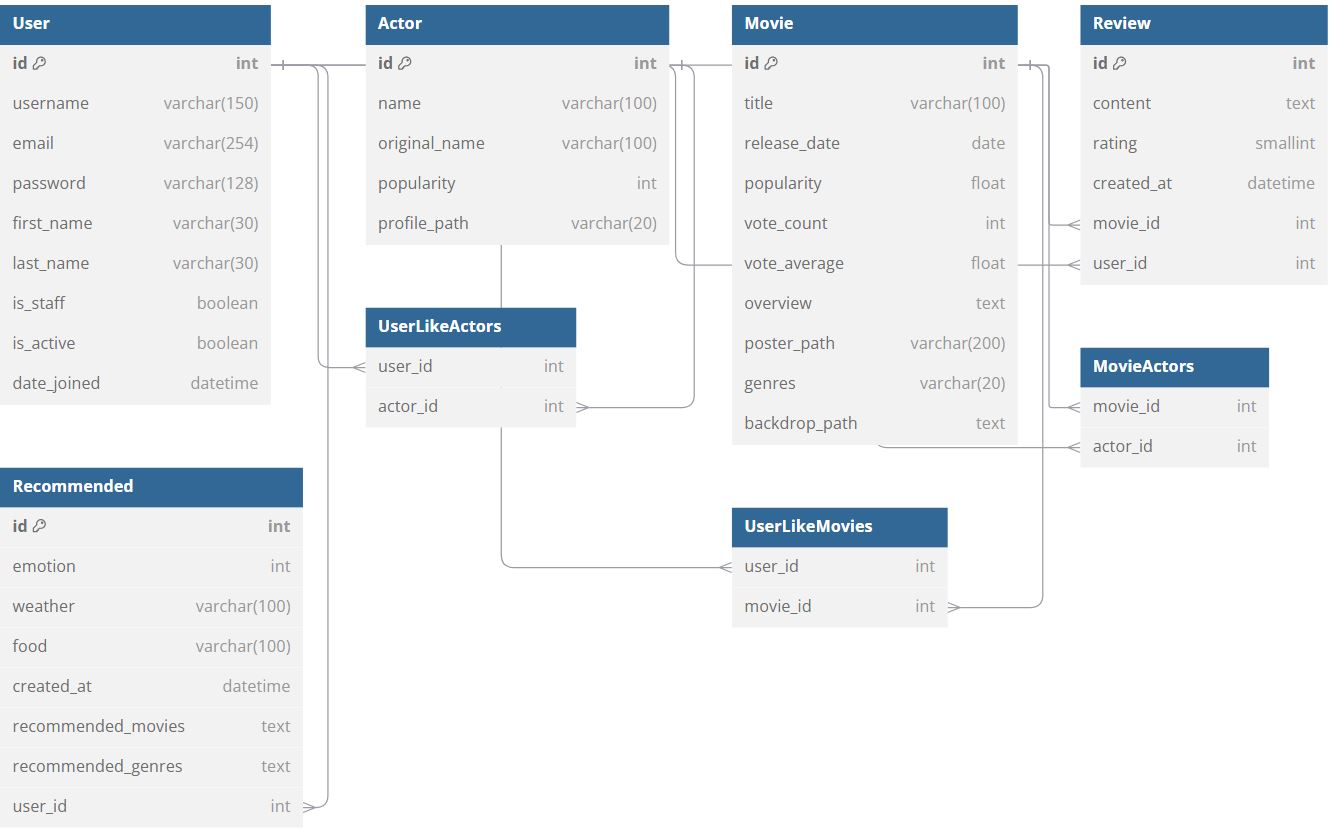 User
id int
username varchar(150)
email varchar(254)
password varchar(128)
first_name varchar(30)
last_name varchar(30)
is_staff boolean
is_active boolean
date_joined datetime
Actor
id int
name varchar(100)
original_name varchar(100)
popularity int
profile_path varchar(20)
Movie
id int
title varchar(100)
release_date date
popularity float
vote_count int
vote_average float
overview text
poster_path varchar(200)
genres varchar(20)
backdrop_path text
Review
id int
content text
rating smallint
created_at datetime
movie_id int
user_id int
UserLikeActors
user_id int
actor_id int
MovieActors
movie_id int
actor_id int
Recommended
id int
emotion int
weather varchar(100)
food varchar(100)
created_at datetime
recommended_movies text
recommended_genres text
user_id int
UserLikeMovies
user_id int
movie_id int